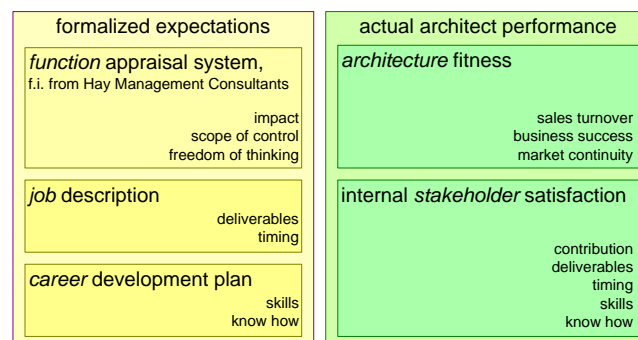 formalized expectations
function appraisal system,
f.i. from Hay Management Consultants
impact
scope of control
freedom of thinking
job description
deliverables
timing
career development plan
skills
know how
actual architect performance
architecture fitness
sales turnover
business success
market continuity
internal stakeholder satisfaction
contribution
deliverables
timing
skills
know how